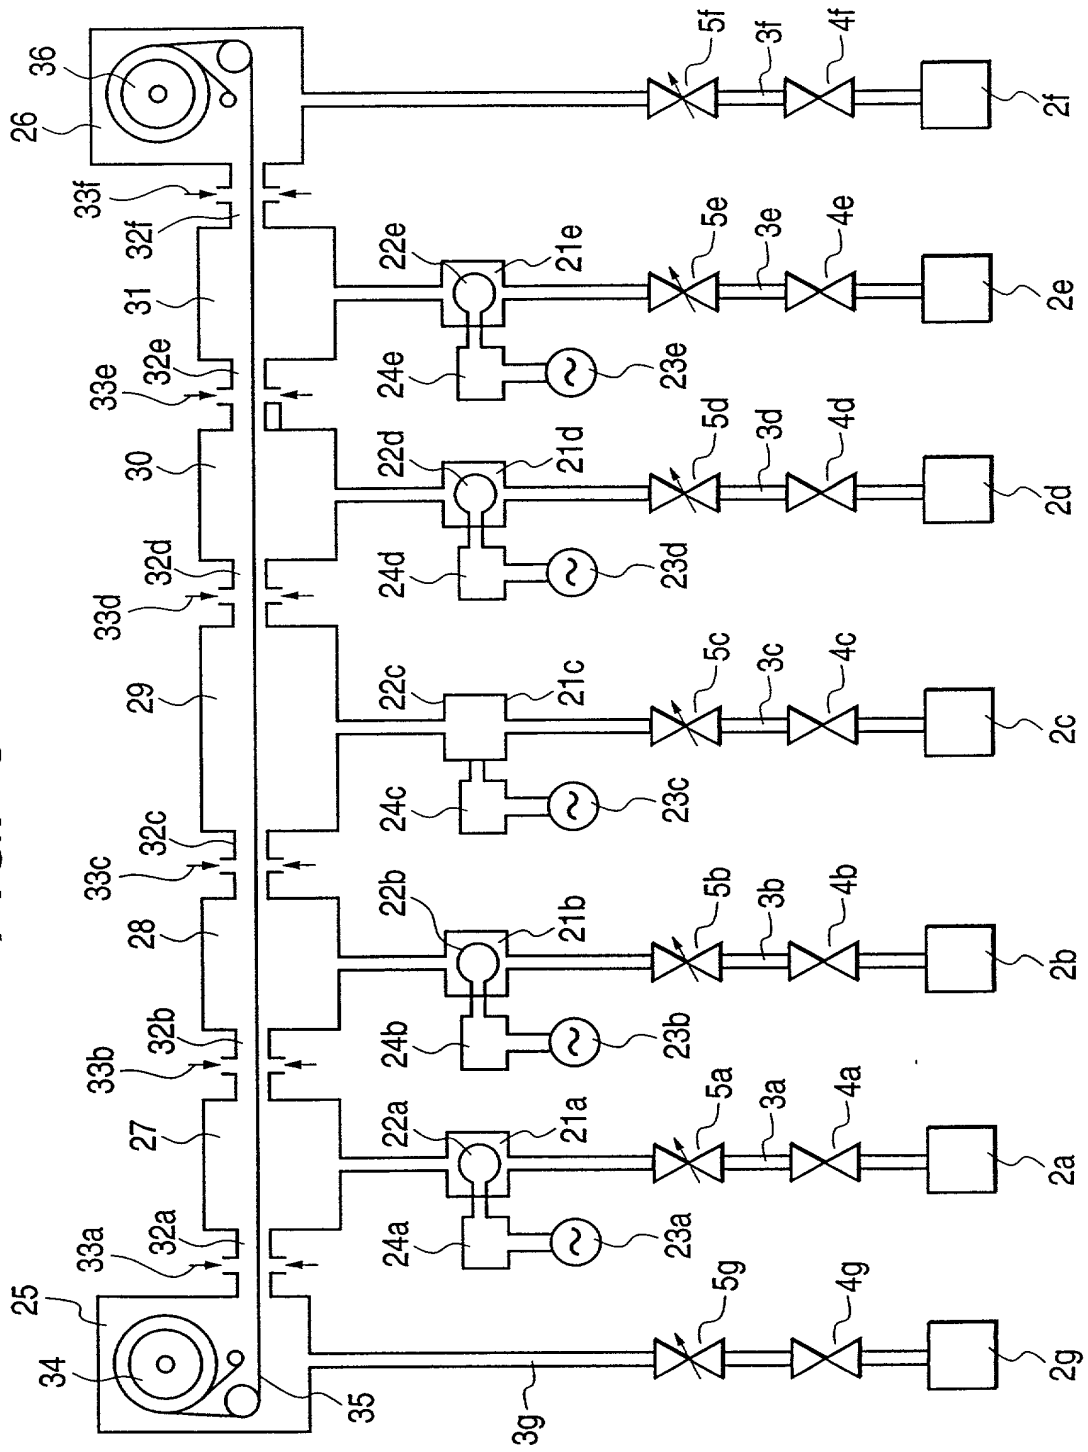 25 26
34 36
33a 33b 33c 33d 33e 33f
27 28 29 30 31
32a 32b 32c 32d 32e 32f
35
24a 22a 24b 22b 24c 22c 24d 22d 24e 22e
3g
21a 21b 21c 21d 21e
23a 23b 23c 23d 23e
5g 5a 5b 5c 5d 5e 5f
3a 3b 3c 3d 3e 3f
4g 4a 4b 4c 4d 4e 4f
2g 2a 2b 2c 2d 2e 2f